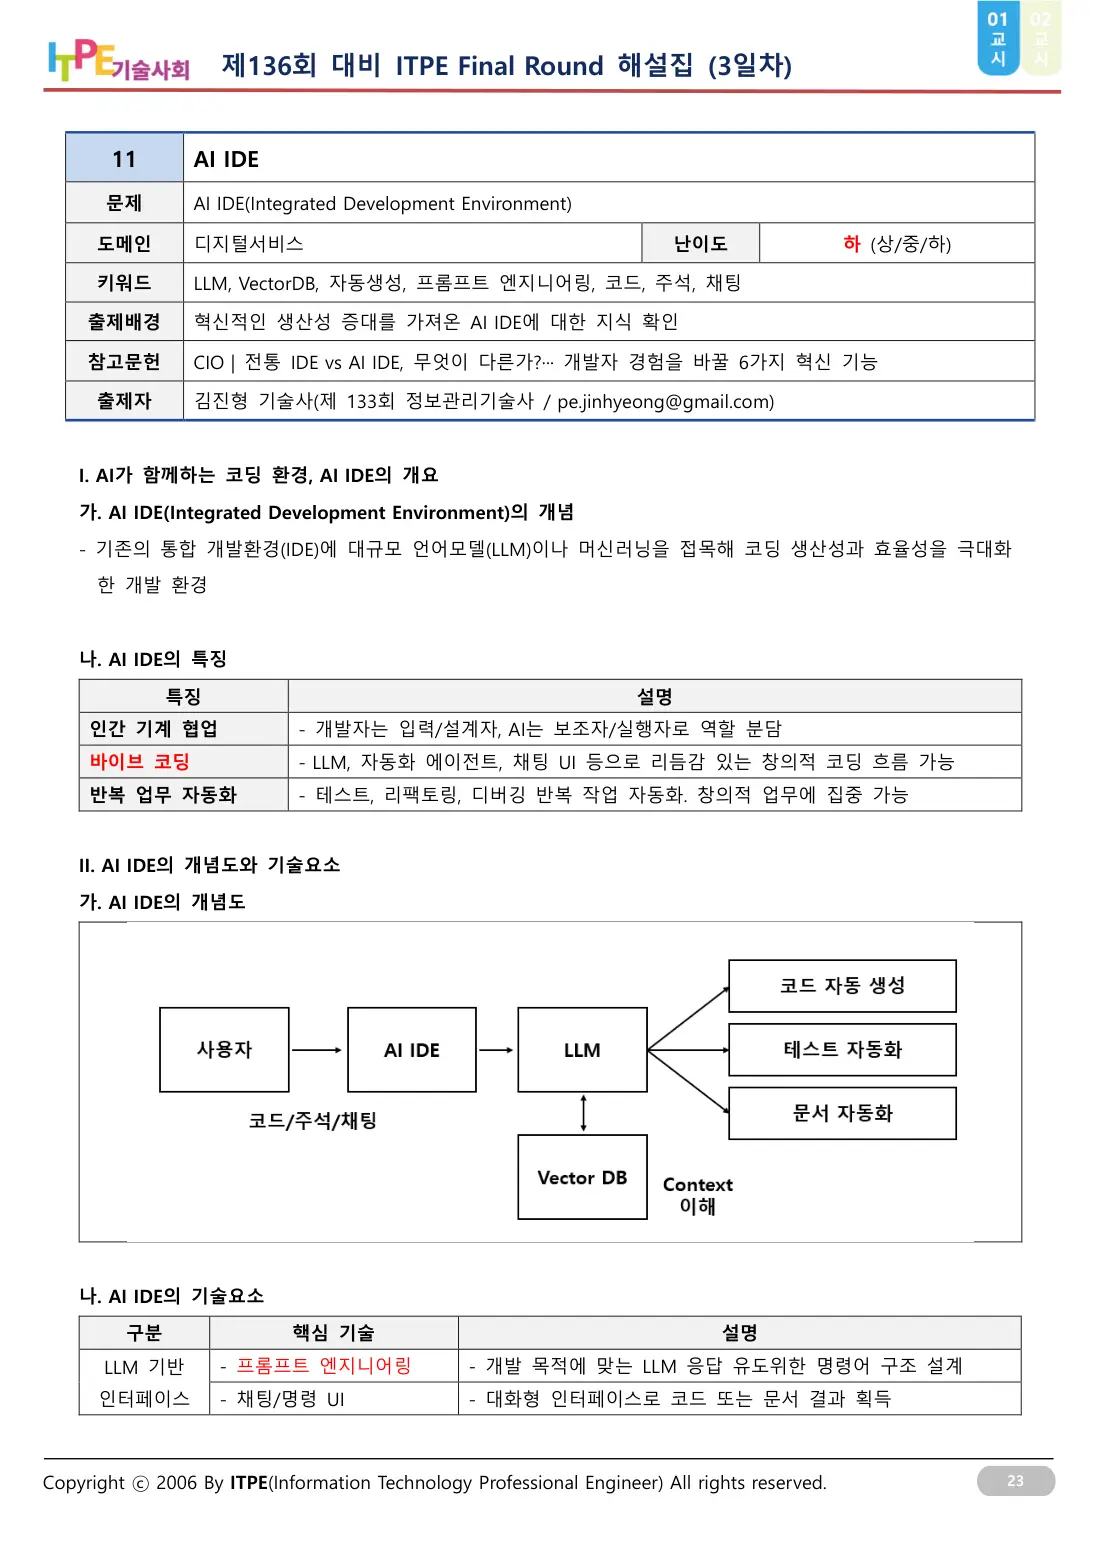 ITPE기술사회 제136회 대비 ITPE Final Round 해설집 (3일차)
01 교시
02 교시
11 AI IDE
문제 AI IDE(Integrated Development Environment)
도메인 디지털서비스 난이도 하 (상/중/하)
키워드 LLM, VectorDB, 자동생성, 프롬프트 엔지니어링, 코드, 주석, 채팅
출제배경 혁신적인 생산성 증대를 가져온 AI IDE에 대한 지식 확인
참고문헌 CIO | 전통 IDE vs AI IDE, 무엇이 다른가?… 개발자 경험을 바꿀 6가지 혁신 기능
출제자 김진형 기술사(제 133회 정보관리기술사 / pe.jinhyeong@gmail.com)
I. AI가 함께하는 코딩 환경, AI IDE의 개요
가. AI IDE(Integrated Development Environment)의 개념
- 기존의 통합 개발환경(IDE)에 대규모 언어모델(LLM)이나 머신러닝을 접목해 코딩 생산성과 효율성을 극대화
한 개발 환경
나. AI IDE의 특징
특징 설명
인간 기계 협업 - 개발자는 입력/설계자, AI는 보조자/실행자로 역할 분담
바이브 코딩 - LLM, 자동화 에이전트, 채팅 UI 등으로 리듬감 있는 창의적 코딩 흐름 가능
반복 업무 자동화 - 테스트, 리팩토링, 디버깅 반복 작업 자동화. 창의적 업무에 집중 가능
II. AI IDE의 개념도와 기술요소
가. AI IDE의 개념도
코드 자동 생성
사용자 AI IDE LLM 테스트 자동화
문서 자동화
코드/주석/채팅
Vector DB
Context
이해
나. AI IDE의 기술요소
구분 핵심 기술 설명
LLM 기반 - 프롬프트 엔지니어링 - 개발 목적에 맞는 LLM 응답 유도위한 명령어 구조 설계
인터페이스 - 채팅/명령 UI - 대화형 인터페이스로 코드 또는 문서 결과 획득
Copyright ⓒ 2006 By ITPE(Information Technology Professional Engineer) All rights reserved. 23